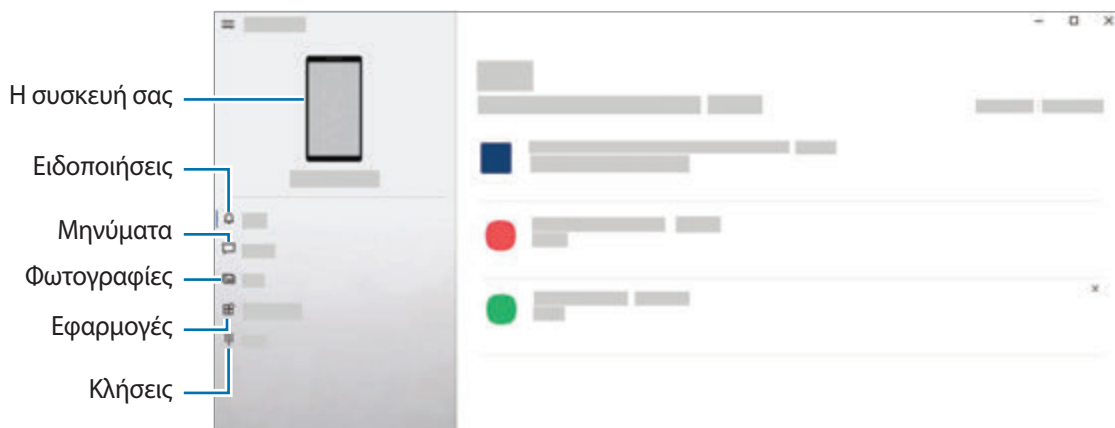 Η συσκευή σας
Ειδοποιήσεις
Μηνύματα
Φωτογραφίες
Εφαρμογές
Κλήσεις